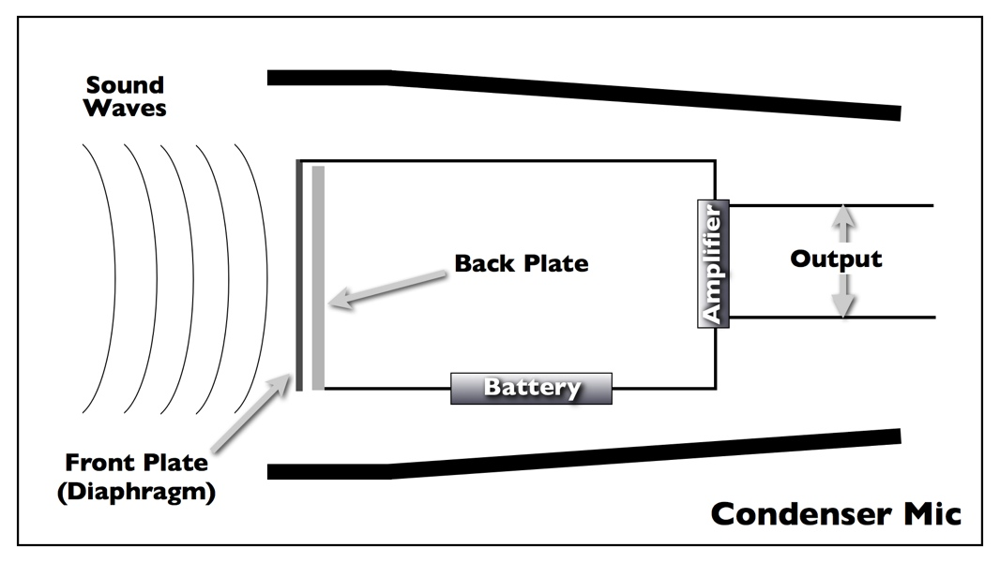 Sound
Waves
Back Plate
Amplifier
Output
Battery
Front Plate
(Diaphragm)
Condenser Mic